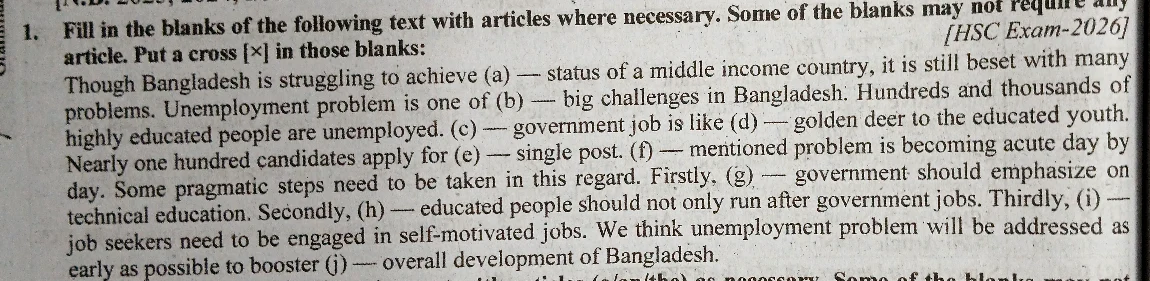 1. Fill in the blanks of the following text with articles where necessary. Some of the blanks may not require any
article. Put a cross [×] in those blanks: [HSC Exam-2026]
Though Bangladesh is struggling to achieve (a) — status of a middle income country, it is still beset with many
problems. Unemployment problem is one of (b) — big challenges in Bangladesh. Hundreds and thousands of
highly educated people are unemployed. (c) — government job is like (d) — golden deer to the educated youth.
Nearly one hundred candidates apply for (e) — single post. (f) — mentioned problem is becoming acute day by
day. Some pragmatic steps need to be taken in this regard. Firstly, (g) — government should emphasize on
technical education. Secondly, (h) — educated people should not only run after government jobs. Thirdly, (i) —
job seekers need to be engaged in self-motivated jobs. We think unemployment problem will be addressed as
early as possible to booster (j) — overall development of Bangladesh.